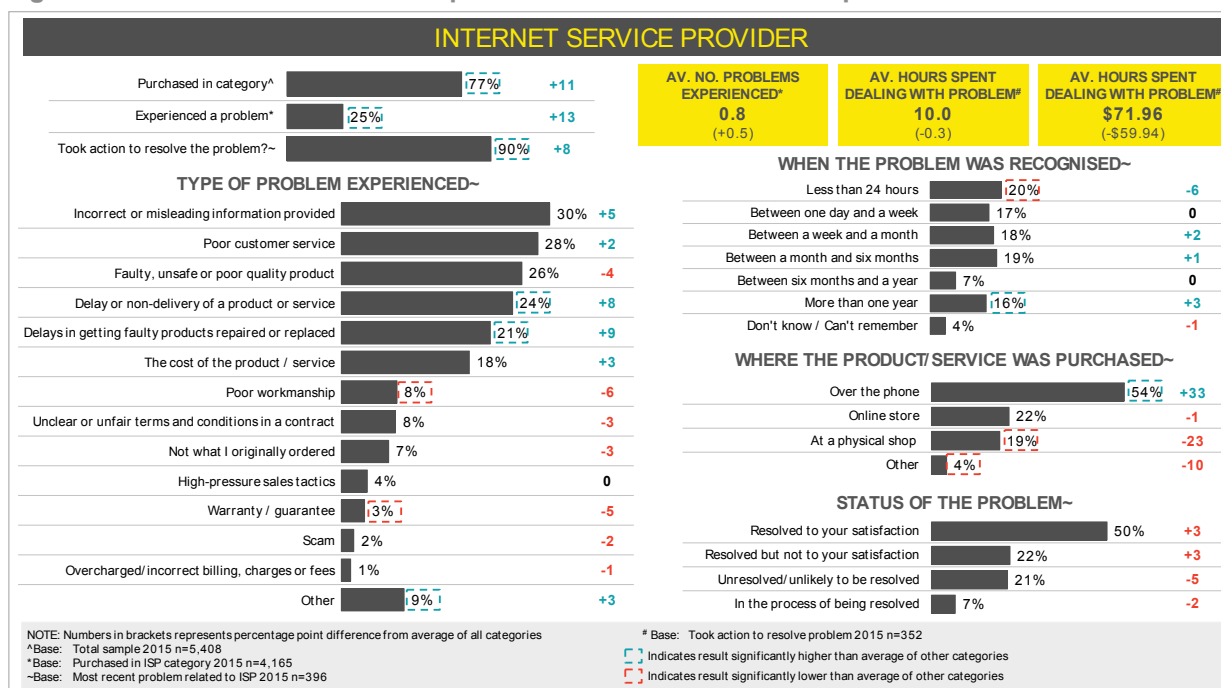 INTERNET SERVICE PROVIDER
Purchased in category^ 77% +11
Experienced a problem* 25% +13
Took action to resolve the problem?~ 90% +8
TYPE OF PROBLEM EXPERIENCED~
Incorrect or misleading information provided 30% +5
Poor customer service 28% +2
Faulty, unsafe or poor quality product 26% -4
Delay or non-delivery of a product or service 24% +8
Delays in getting faulty products repaired or replaced 21% +9
The cost of the product / service 18% +3
Poor workmanship 8% -6
Unclear or unfair terms and conditions in a contract 8% -3
Not what I originally ordered 7% -3
High-pressure sales tactics 4% 0
Warranty / guarantee 3% -5
Scam 2% -2
Overcharged/incorrect billing, charges or fees 1% -1
Other 9% +3
AV. NO. PROBLEMS
EXPERIENCED*
0.8
(+0.5)
AV. HOURS SPENT
DEALING WITH PROBLEM#
10.0
(-0.3)
AV. HOURS SPENT
DEALING WITH PROBLEM#
$71.96
(-$59.94)
WHEN THE PROBLEM WAS RECOGNISED~
Less than 24 hours 20% -6
Between one day and a week 17% 0
Between a week and a month 18% +2
Between a month and six months 19% +1
Between six months and a year 7% 0
More than one year 16% +3
Don't know / Can't remember 4% -1
WHERE THE PRODUCT/SERVICE WAS PURCHASED~
Over the phone 54% +33
Online store 22% -1
At a physical shop 19% -23
Other 4% -10
STATUS OF THE PROBLEM~
Resolved to your satisfaction 50% +3
Resolved but not to your satisfaction 22% +3
Unresolved/unlikely to be resolved 21% -5
In the process of being resolved 7% -2
NOTE: Numbers in brackets represents percentage point difference from average of all categories
^Base: Total sample 2015 n=5,408
*Base: Purchased in ISP category 2015 n=4,165
~Base: Most recent problem related to ISP 2015 n=396
# Base: Took action to resolve problem 2015 n=352
Indicates result significantly higher than average of other categories
Indicates result significantly lower than average of other categories